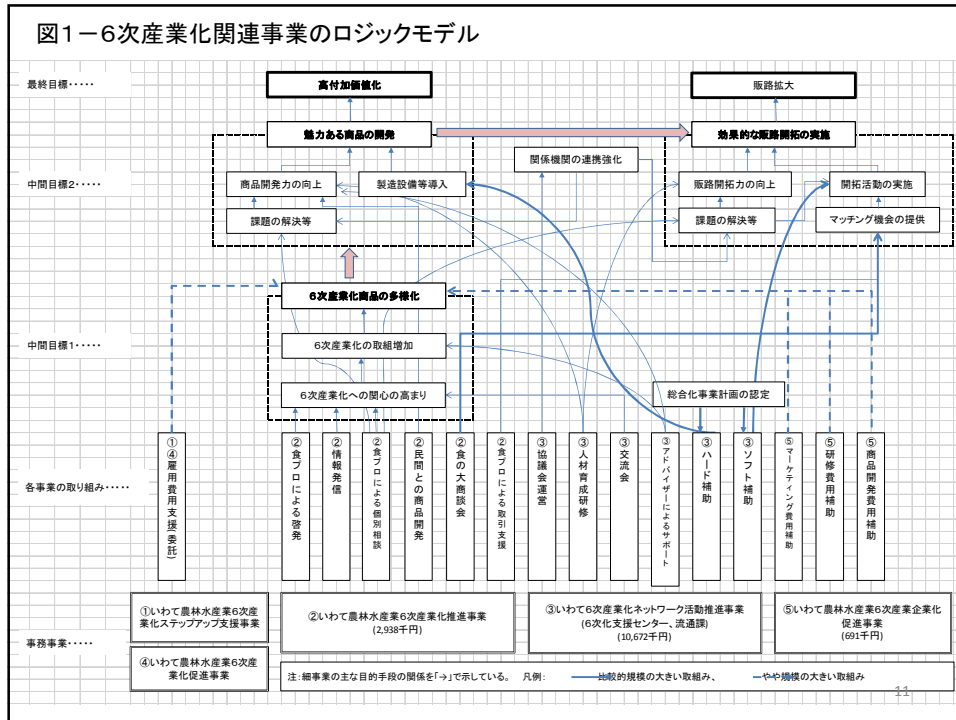 図1－6次産業化関連事業のロジックモデル
最終目標・・・・・
高付加価値化
販路拡大
魅力ある商品の開発
効果的な販路開拓の実施
関係機関の連携強化
中間目標2・・・・・
商品開発力の向上
製造設備等導入
販路開拓力の向上
開拓活動の実施
課題の解決等
課題の解決等
マッチング機会の提供
6次産業化商品の多様化
中間目標1・・・・・
6次産業化の取組増加
6次産業化への関心の高まり
総合化事業計画の認定
各事業の取り組み・・・・・
①④雇用費用支援(委託)
②食プロによる啓発
②情報発信
②食プロによる個別相談
②民間との商品開発
②食の大商談会
②食プロによる取引支援
③協議会運営
③人材育成研修
③交流会
③アドバイザーによるサポート
③ハード補助
③ソフト補助
⑤マーケティング費用補助
⑤研修費用補助
⑤商品開発費用補助
事務事業・・・・・
①いわて農林水産業6次産
業化ステップアップ支援事業
④いわて農林水産業6次産
業化促進事業
②いわて農林水産業6次産業化推進事業
(2,938千円)
③いわて6次産業化ネットワーク活動推進事業
(6次化支援センター、流通課)
(10,672千円)
⑤いわて農林水産業6次産業企業化
促進事業
(691千円)
注:細事業の主な目的手段の関係を「→」で示している。 凡例: 比較的規模の大きい取組み、 やや規模の大きい取組み
11